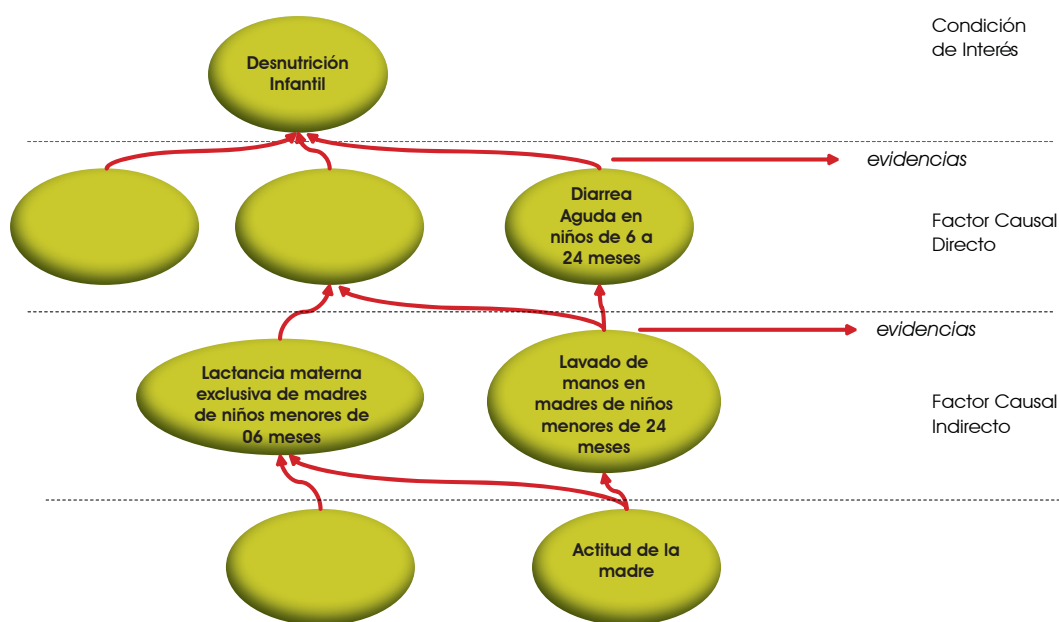 Condición
de Interés
Desnutrición
Infantil
evidencias
Diarrea
Aguda en
niños de 6 a
24 meses
Factor Causal
Directo
evidencias
Lactancia materna
exclusiva de madres
de niños menores de
06 meses
Lavado de
manos en
madres de niños
menores de 24
meses
Factor Causal
Indirecto
Actitud de la
madre